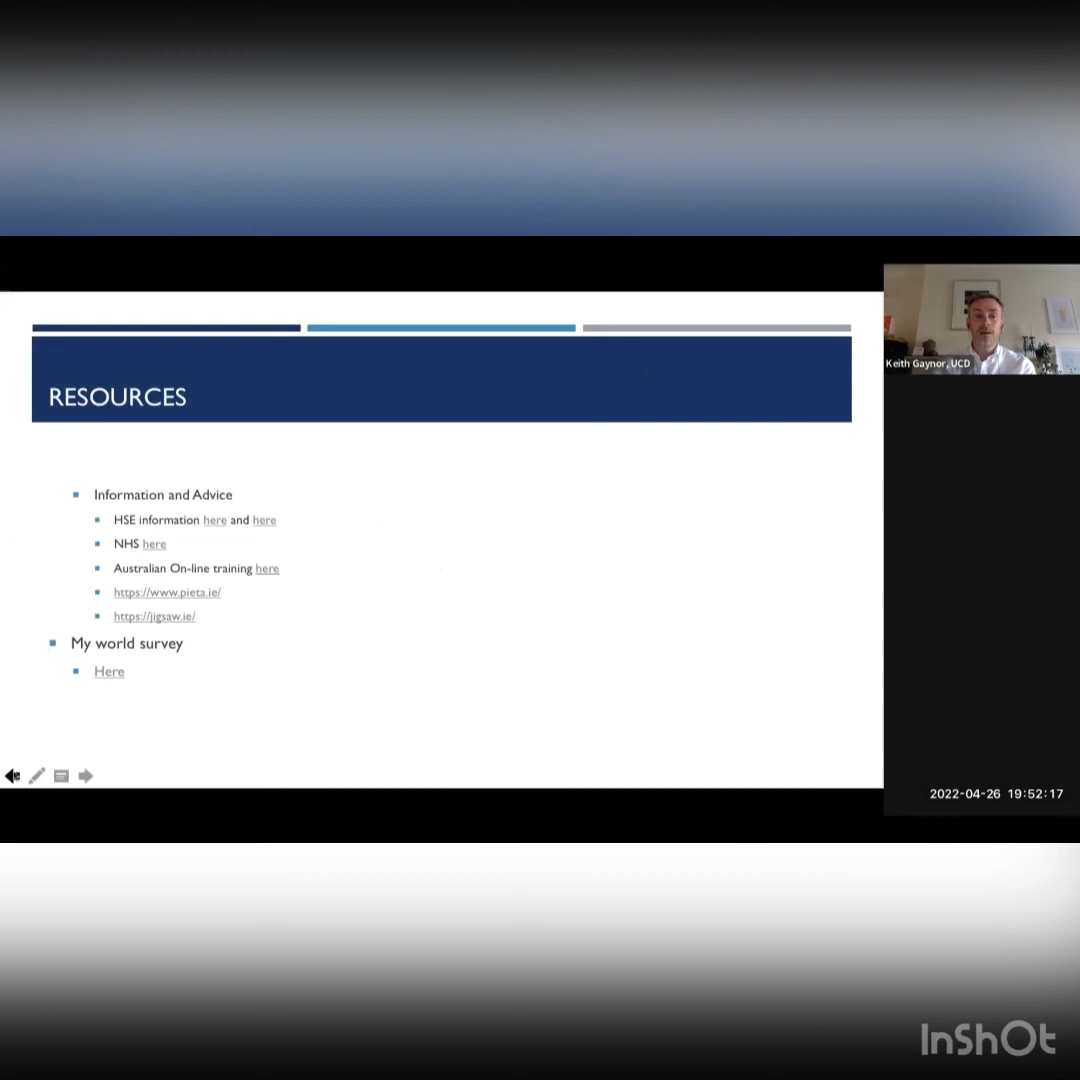 RESOURCES
Information and Advice
HSE information here and here
NHS here
Australian On-line training here
https://www.pieta.ie/
https://jigsaw.ie/
My world survey
Here
Keith Gaynor, UCD
2022-04-26 19:52:17
InShOt